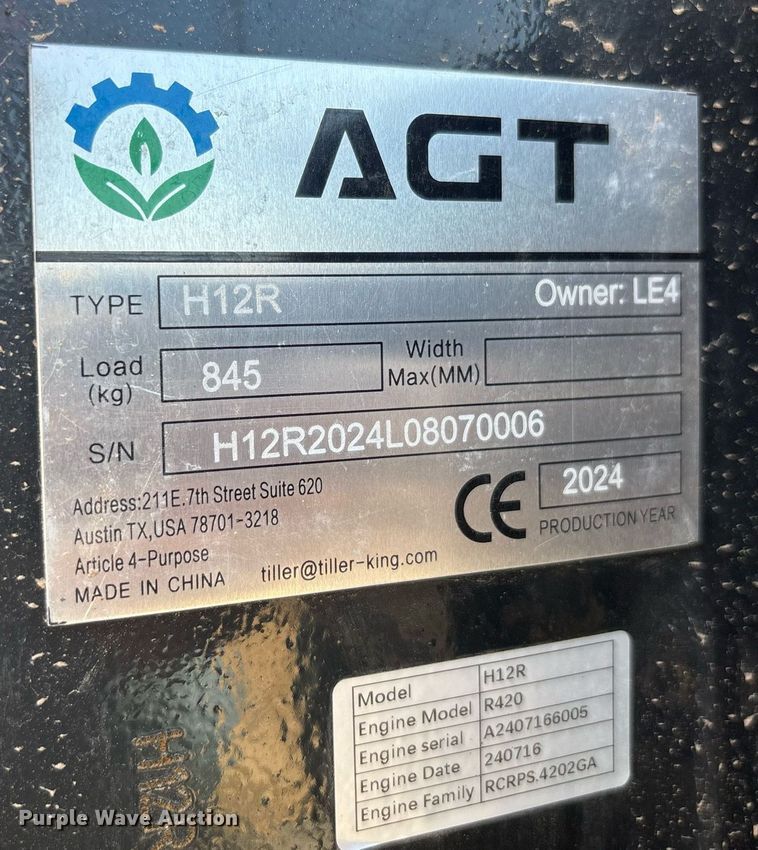 AGT
TYPE H12R Owner: LE4
Load (kg) 845 Width Max(MM)
S/N H12R2024L08070006
Address:211E.7th Street Suite 620
Austin TX,USA 78701-3218
Article 4-Purpose
MADE IN CHINA tiller@tiller-king.com
CE 2024
PRODUCTION YEAR
Model H12R
Engine Model R420
Engine serial A2407166005
Engine Date 240716
Engine Family RCRPS.4202GA
H12R
Purple Wave Auction